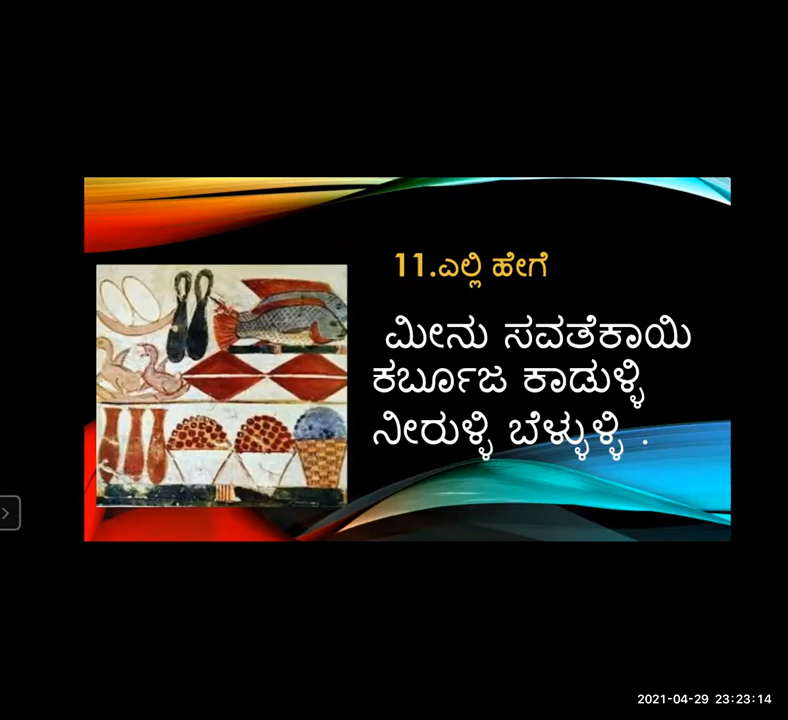 11.ಎಲ್ಲಿ ಹೇಗೆ
ಮೀನು ಸವತೆಕಾಯಿ
ಕರ್ಬೂಜ ಕಾಡುಳ್ಳಿ
ನೀರುಳ್ಳಿ ಬೆಳ್ಳುಳ್ಳಿ .
2021-04-29 23:23:14